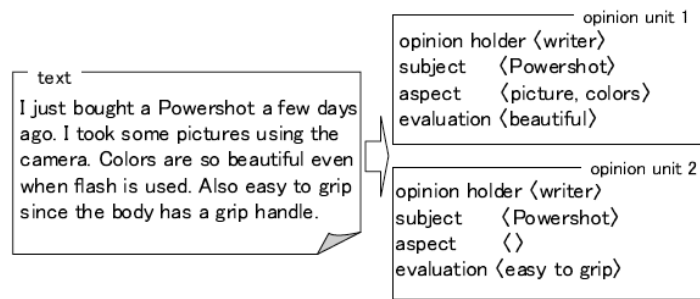 text
I just bought a Powershot a few days
ago. I took some pictures using the
camera. Colors are so beautiful even
when flash is used. Also easy to grip
since the body has a grip handle.
opinion unit 1
opinion holder 〈writer〉
subject 〈Powershot〉
aspect 〈picture, colors〉
evaluation 〈beautiful〉
opinion unit 2
opinion holder 〈writer〉
subject 〈Powershot〉
aspect 〈〉
evaluation 〈easy to grip〉